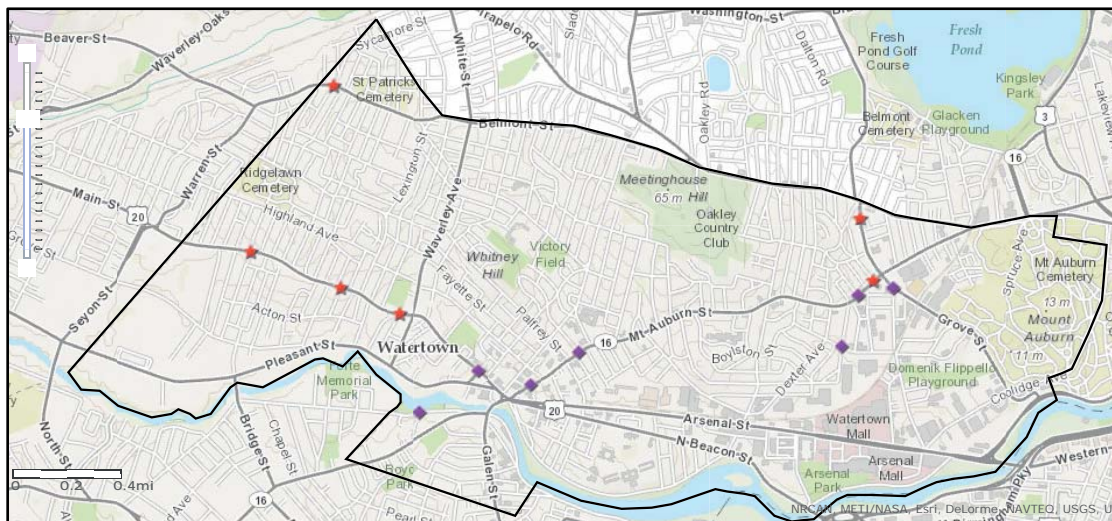 Beaver-St
Waverley-Oaks
Sycamore St
White-St
Trapelo Rd
Washington-St
Dalton Rd
Fresh
Pond Golf
Course
Fresh
Pond
Kingsley
Park
3
Lakeview
St Patricks
Cemetery
Oakley Rd
Belmont
Cemetery
Glacken
Playground
16
Belmont-St
Warren-St
Lexington-St
Ridgelawn
Cemetery
Highland Ave
Main-St
20
Grove-St
Waverley-Ave
Meetinghouse
Hill
65 m
Oakley
Country
Club
Spruce Ave
Mt Auburn
Cemetery
13 m
Mount
Auburn
11 m
Whitney
Hill
Victory
Field
Fayette-St
Palfrey-St
16
Mt-Auburn-St
Grove-St
Acton-St
Seyon-St
Pleasant-St
Watertown
Boylston St
Dexter-Ave
Domenik Flippello
Playground
Coolidge-Ave
Forte
Memorial
Park
20
Arsenal-St
N-Beacon-St
Watertown
Mall
Arsenal
Park
Arsenal
Mall
North-St
Bridge-St
Chapel-St
Galen-St
Western
Pky
0
0.2
0.4mi
16
Pearl-St
NRCAN, METI/NASA, Esri, DeLorme, NAVTEQ, USGS,